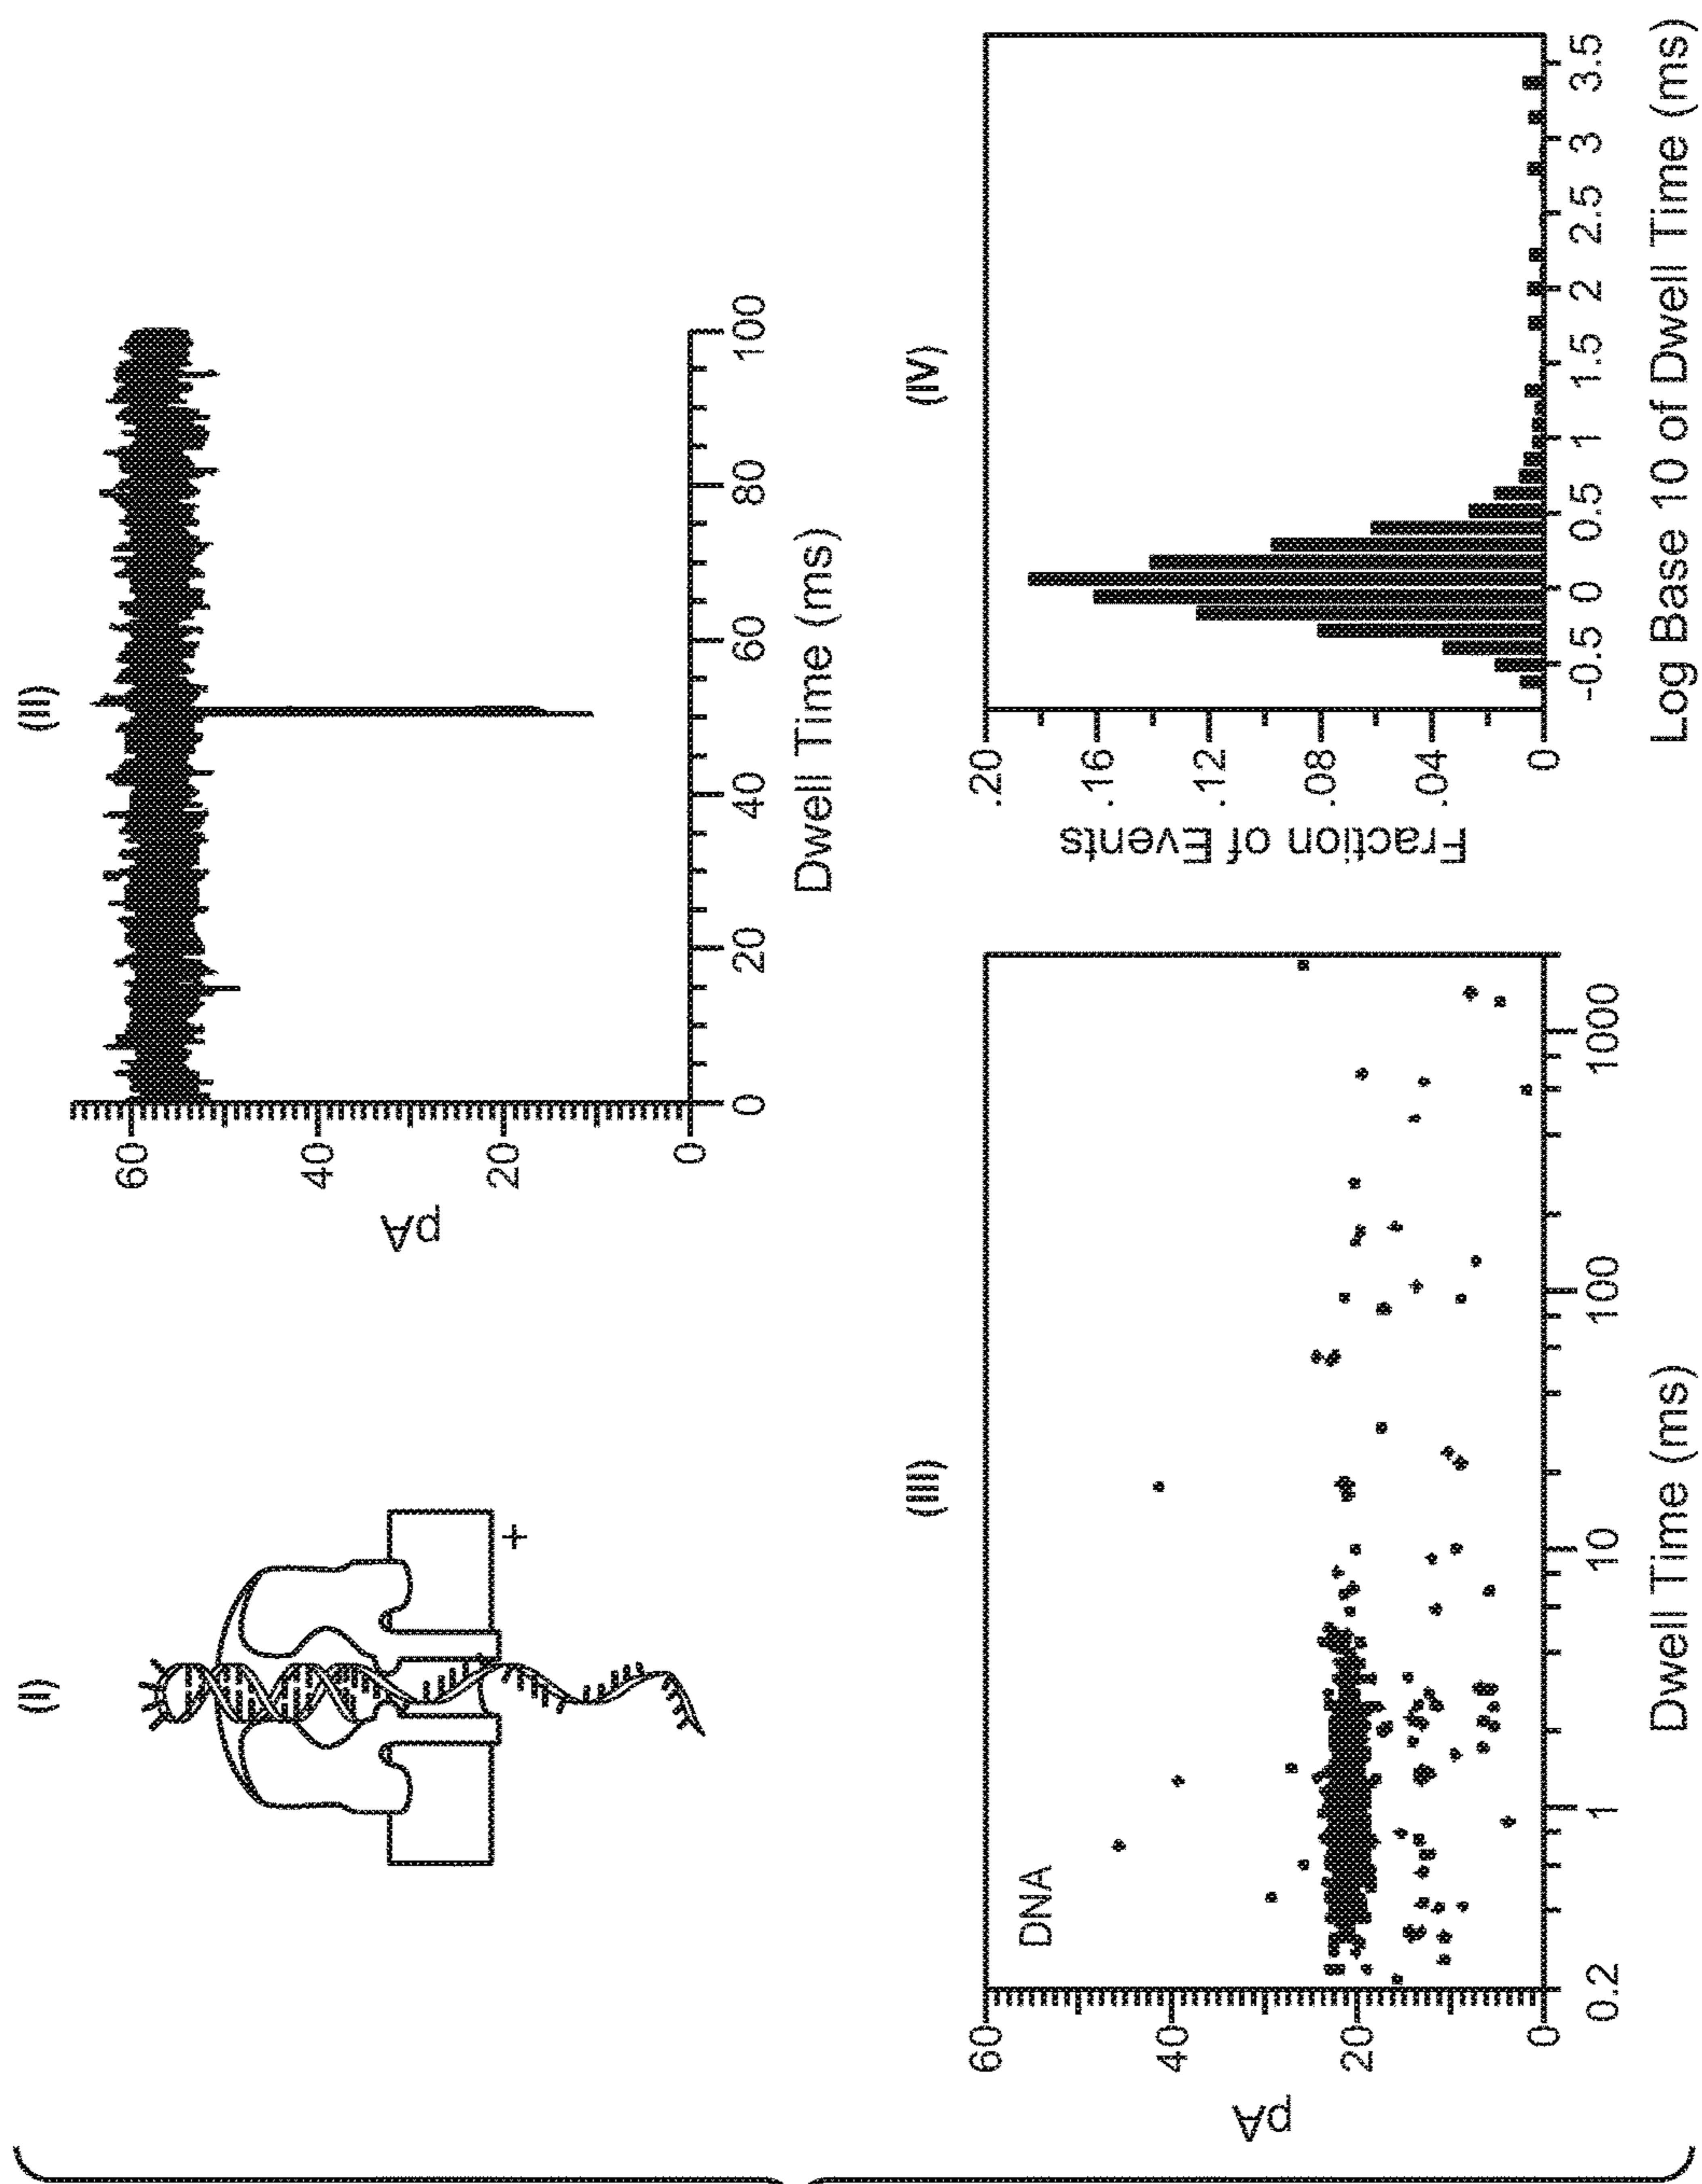 (I)
+
(II)
pA
60
40
20
0
0 20 40 60 80 100
Dwell Time (ms)
(III)
DNA
pA
60
40
20
0
0.2 1 10 100 1000
Dwell Time (ms)
(IV)
Fraction of Events
.20
.16
.12
.08
.04
0
-0.5 0 0.5 1 1.5 2 2.5 3 3.5
Log Base 10 of Dwell Time (ms)